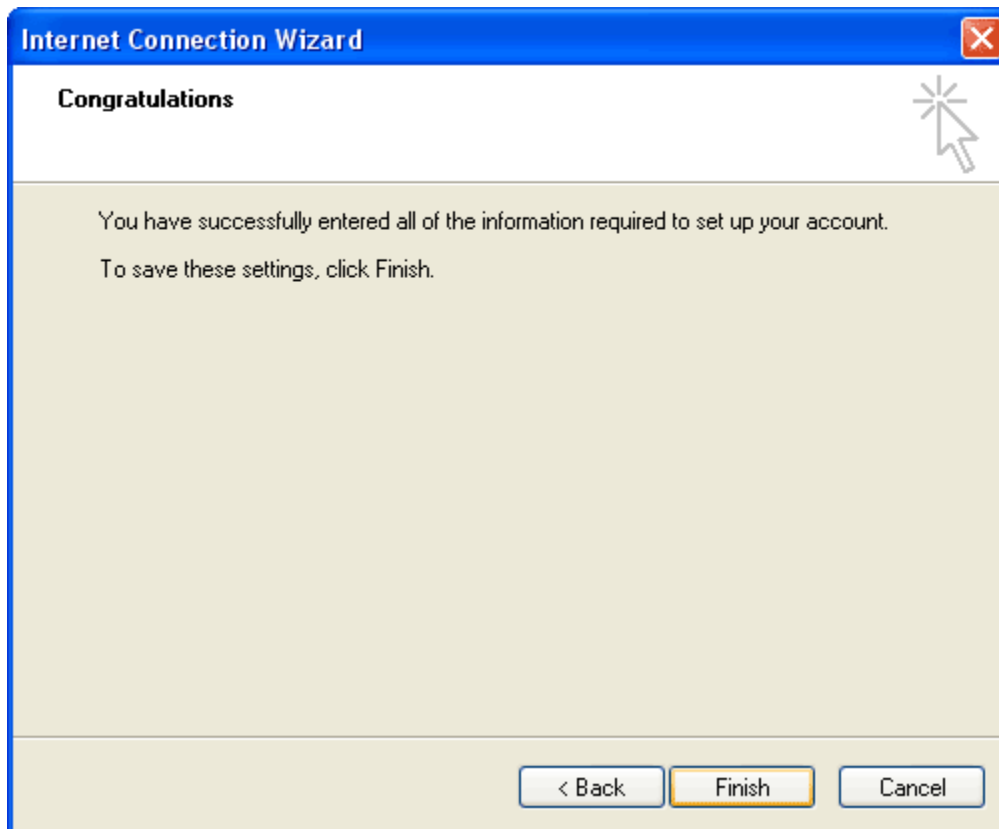 Internet Connection Wizard
Congratulations
You have successfully entered all of the information required to set up your account.
To save these settings, click Finish.
< Back
Finish
Cancel